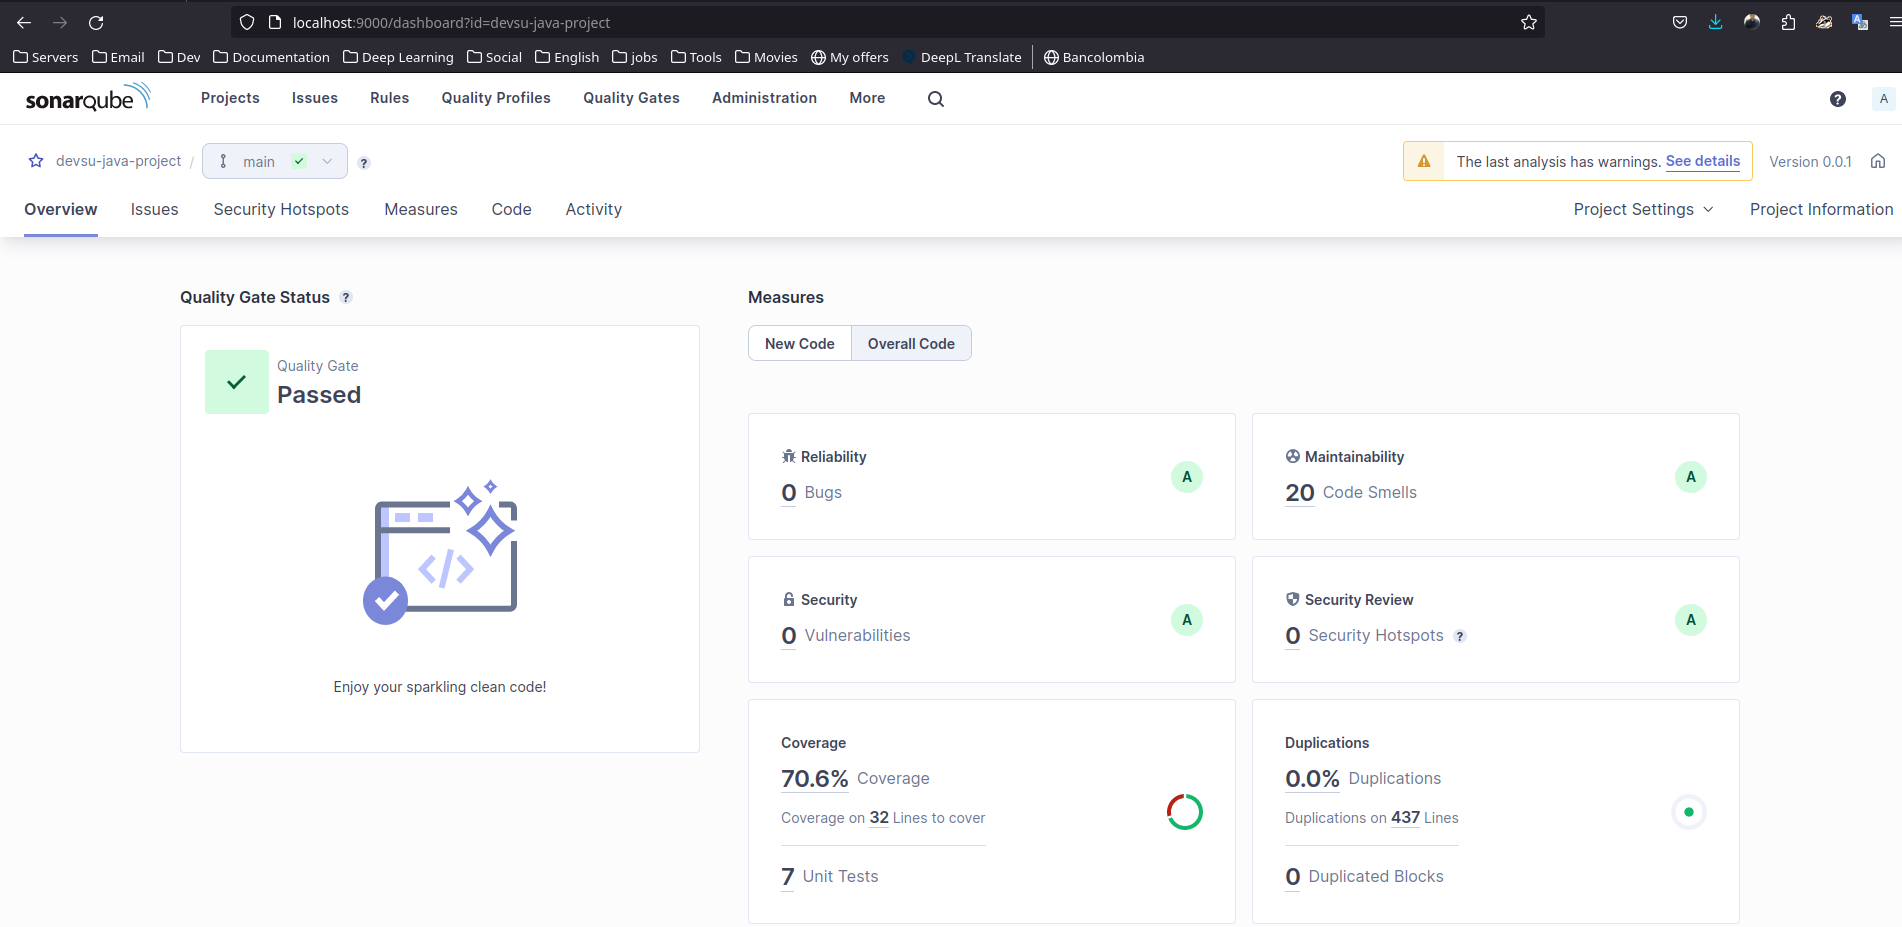 localhost:9000/dashboard?id=devsu-java-project
Servers Email Dev Documentation Deep Learning Social English jobs Tools Movies My offers DeepL Translate Bancolombia
sonarqube Projects Issues Rules Quality Profiles Quality Gates Administration More ? A
devsu-java-project / main ? The last analysis has warnings. See details Version 0.0.1
Overview Issues Security Hotspots Measures Code Activity Project Settings Project Information
Quality Gate Status ?
Quality Gate
Passed
</>
Enjoy your sparkling clean code!
Measures
New Code Overall Code
Reliability
0 Bugs A
Maintainability
20 Code Smells A
Security
0 Vulnerabilities A
Security Review
0 Security Hotspots ? A
Coverage
70.6% Coverage
Coverage on 32 Lines to cover
7 Unit Tests
Duplications
0.0% Duplications
Duplications on 437 Lines
0 Duplicated Blocks